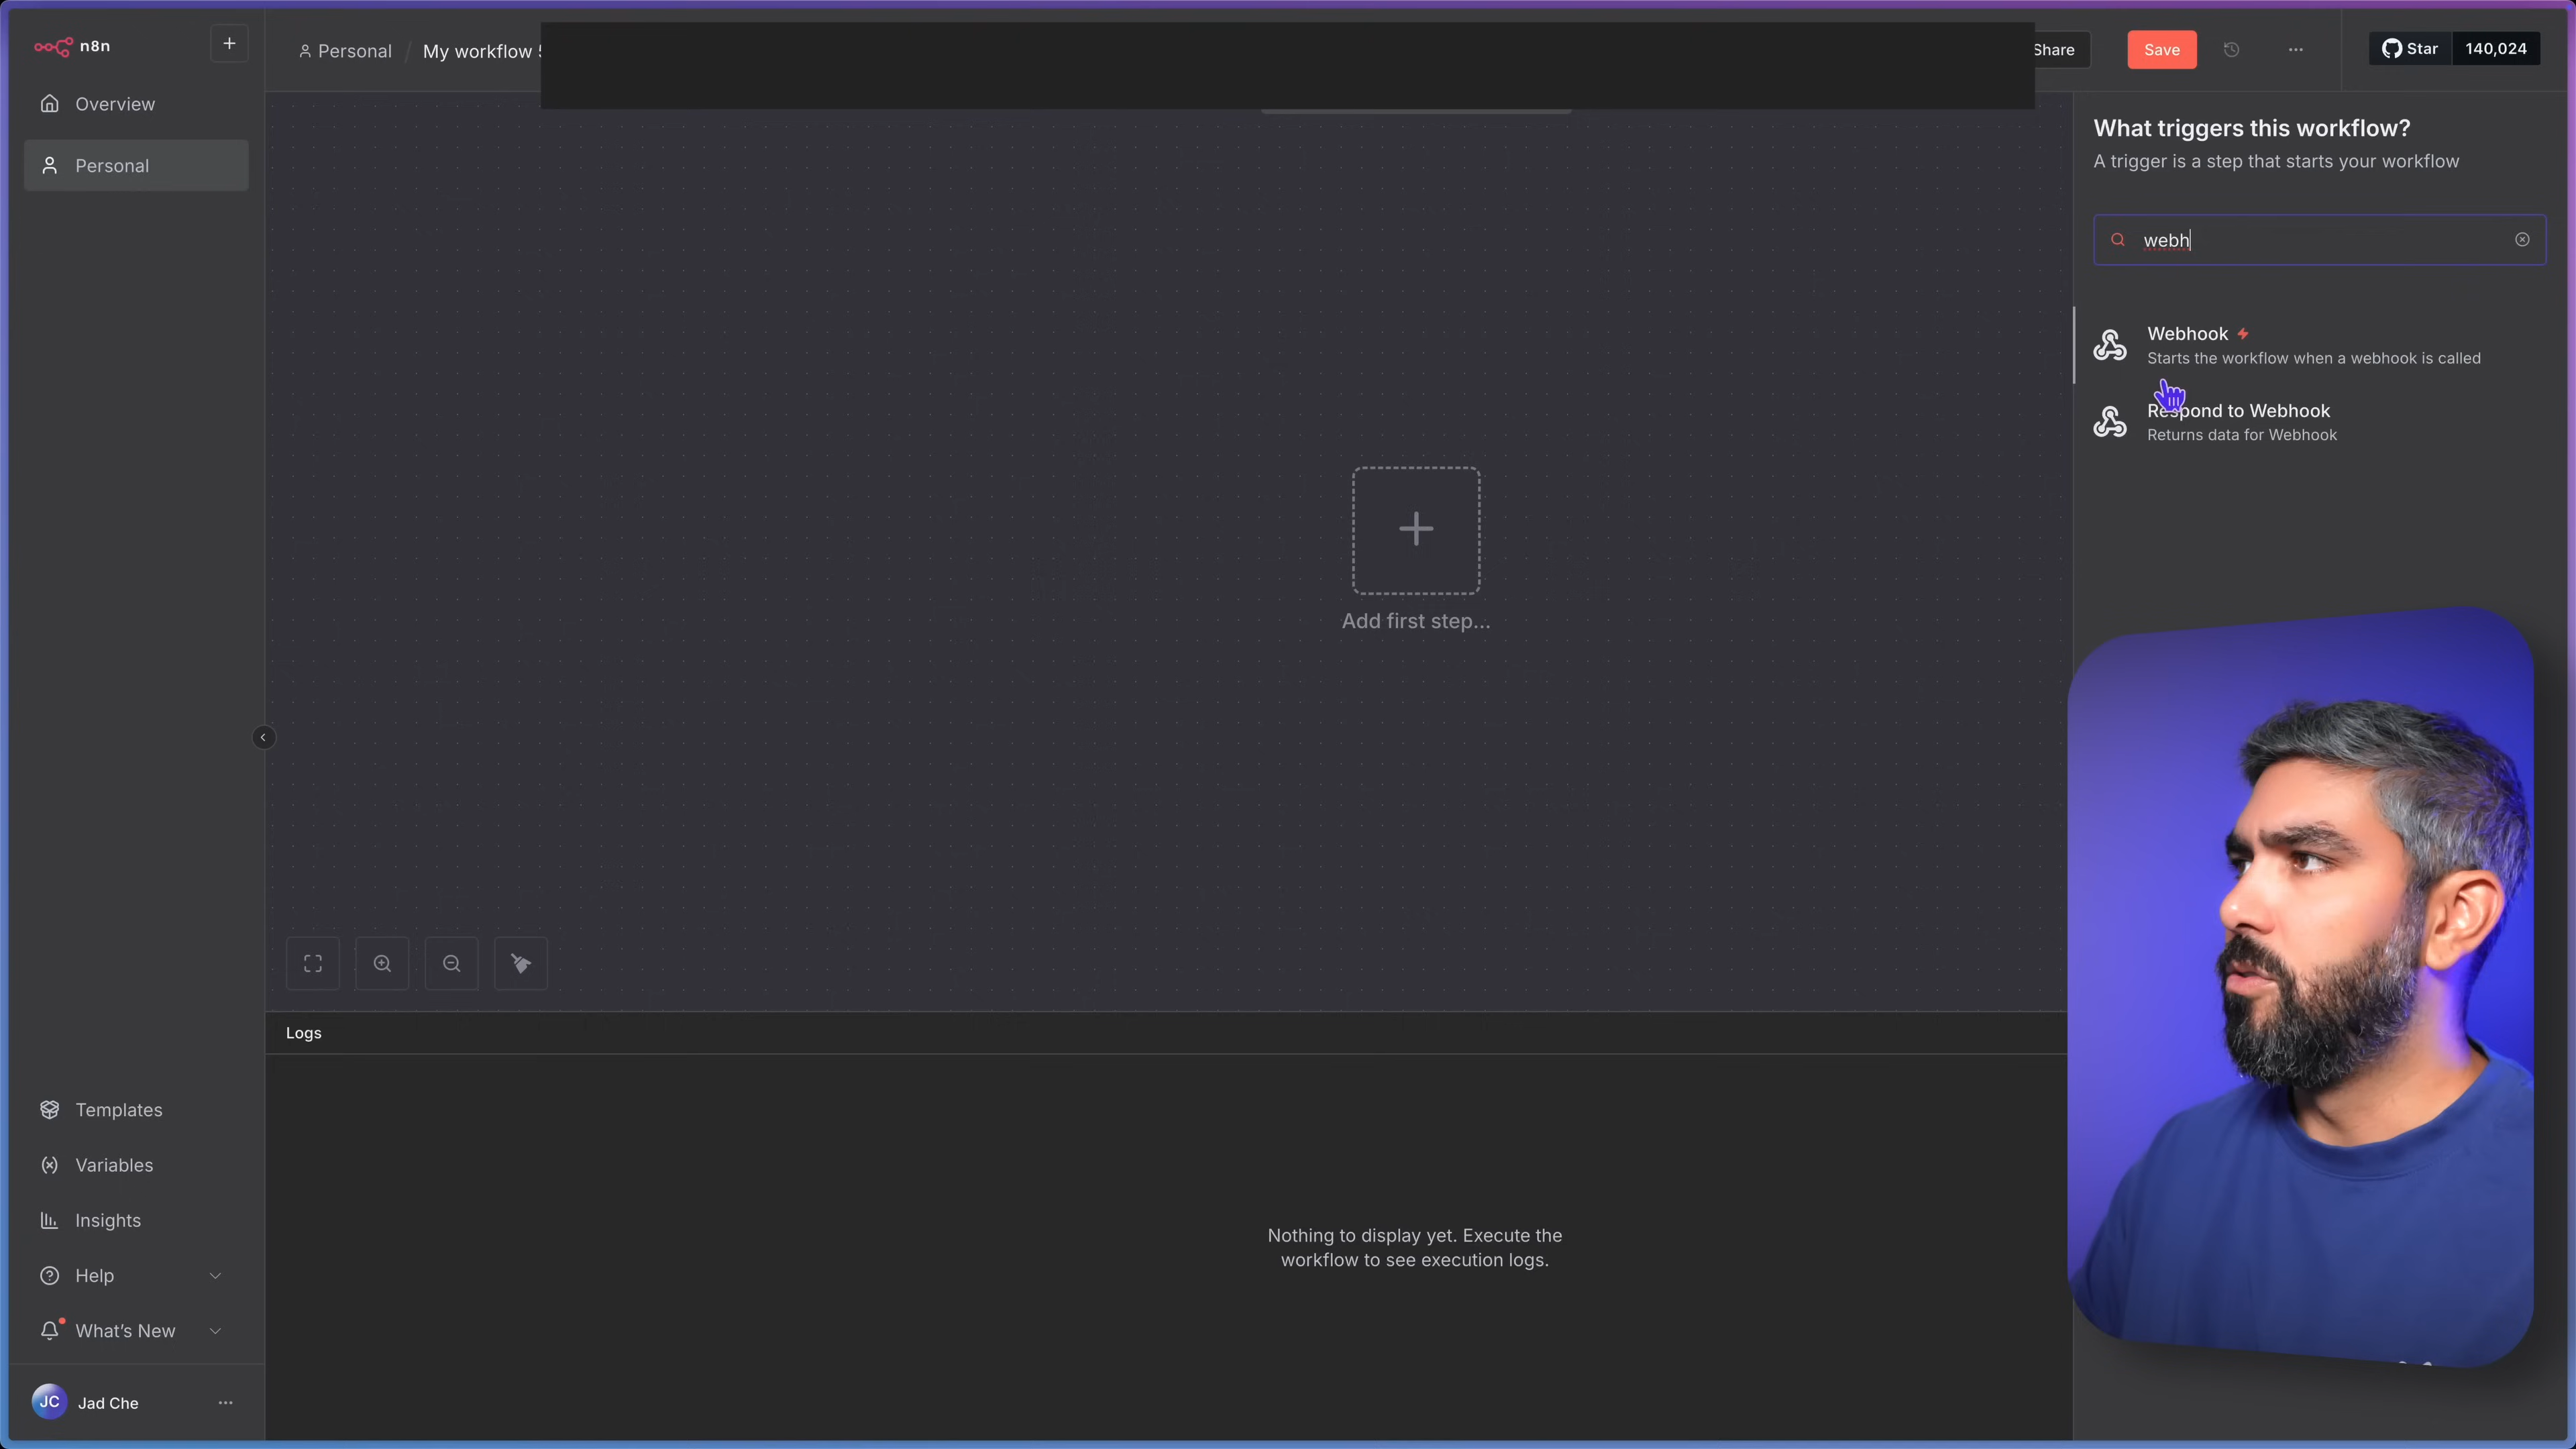 n8n
Overview
Personal
Personal / My workflow
Share
Save
Star 140,024
What triggers this workflow?
A trigger is a step that starts your workflow
webh
Webhook
Starts the workflow when a webhook is called
Respond to Webhook
Returns data for Webhook
Add first step...
Logs
Nothing to display yet. Execute the
workflow to see execution logs.
Templates
Variables
Insights
Help
What's New
JC Jad Che